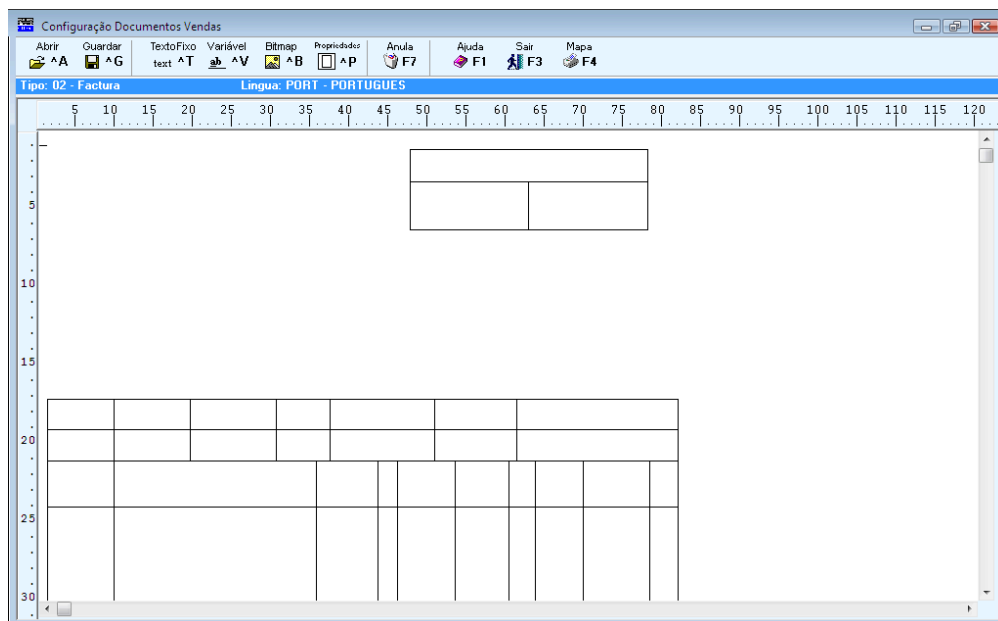 Configuração Documentos Vendas
Abrir Guardar TextoFixo Variável Bitmap Propriedades Anula Ajuda Sair Mapa
^A ^G text ^T ab ^V ^B ^P F7 F1 F3 F4
Tipo: 02 - Factura Lingua: PORT - PORTUGUES
5 10 15 20 25 30 35 40 45 50 55 60 65 70 75 80 85 90 95 100 105 110 115 120
5
10
15
20
25
30